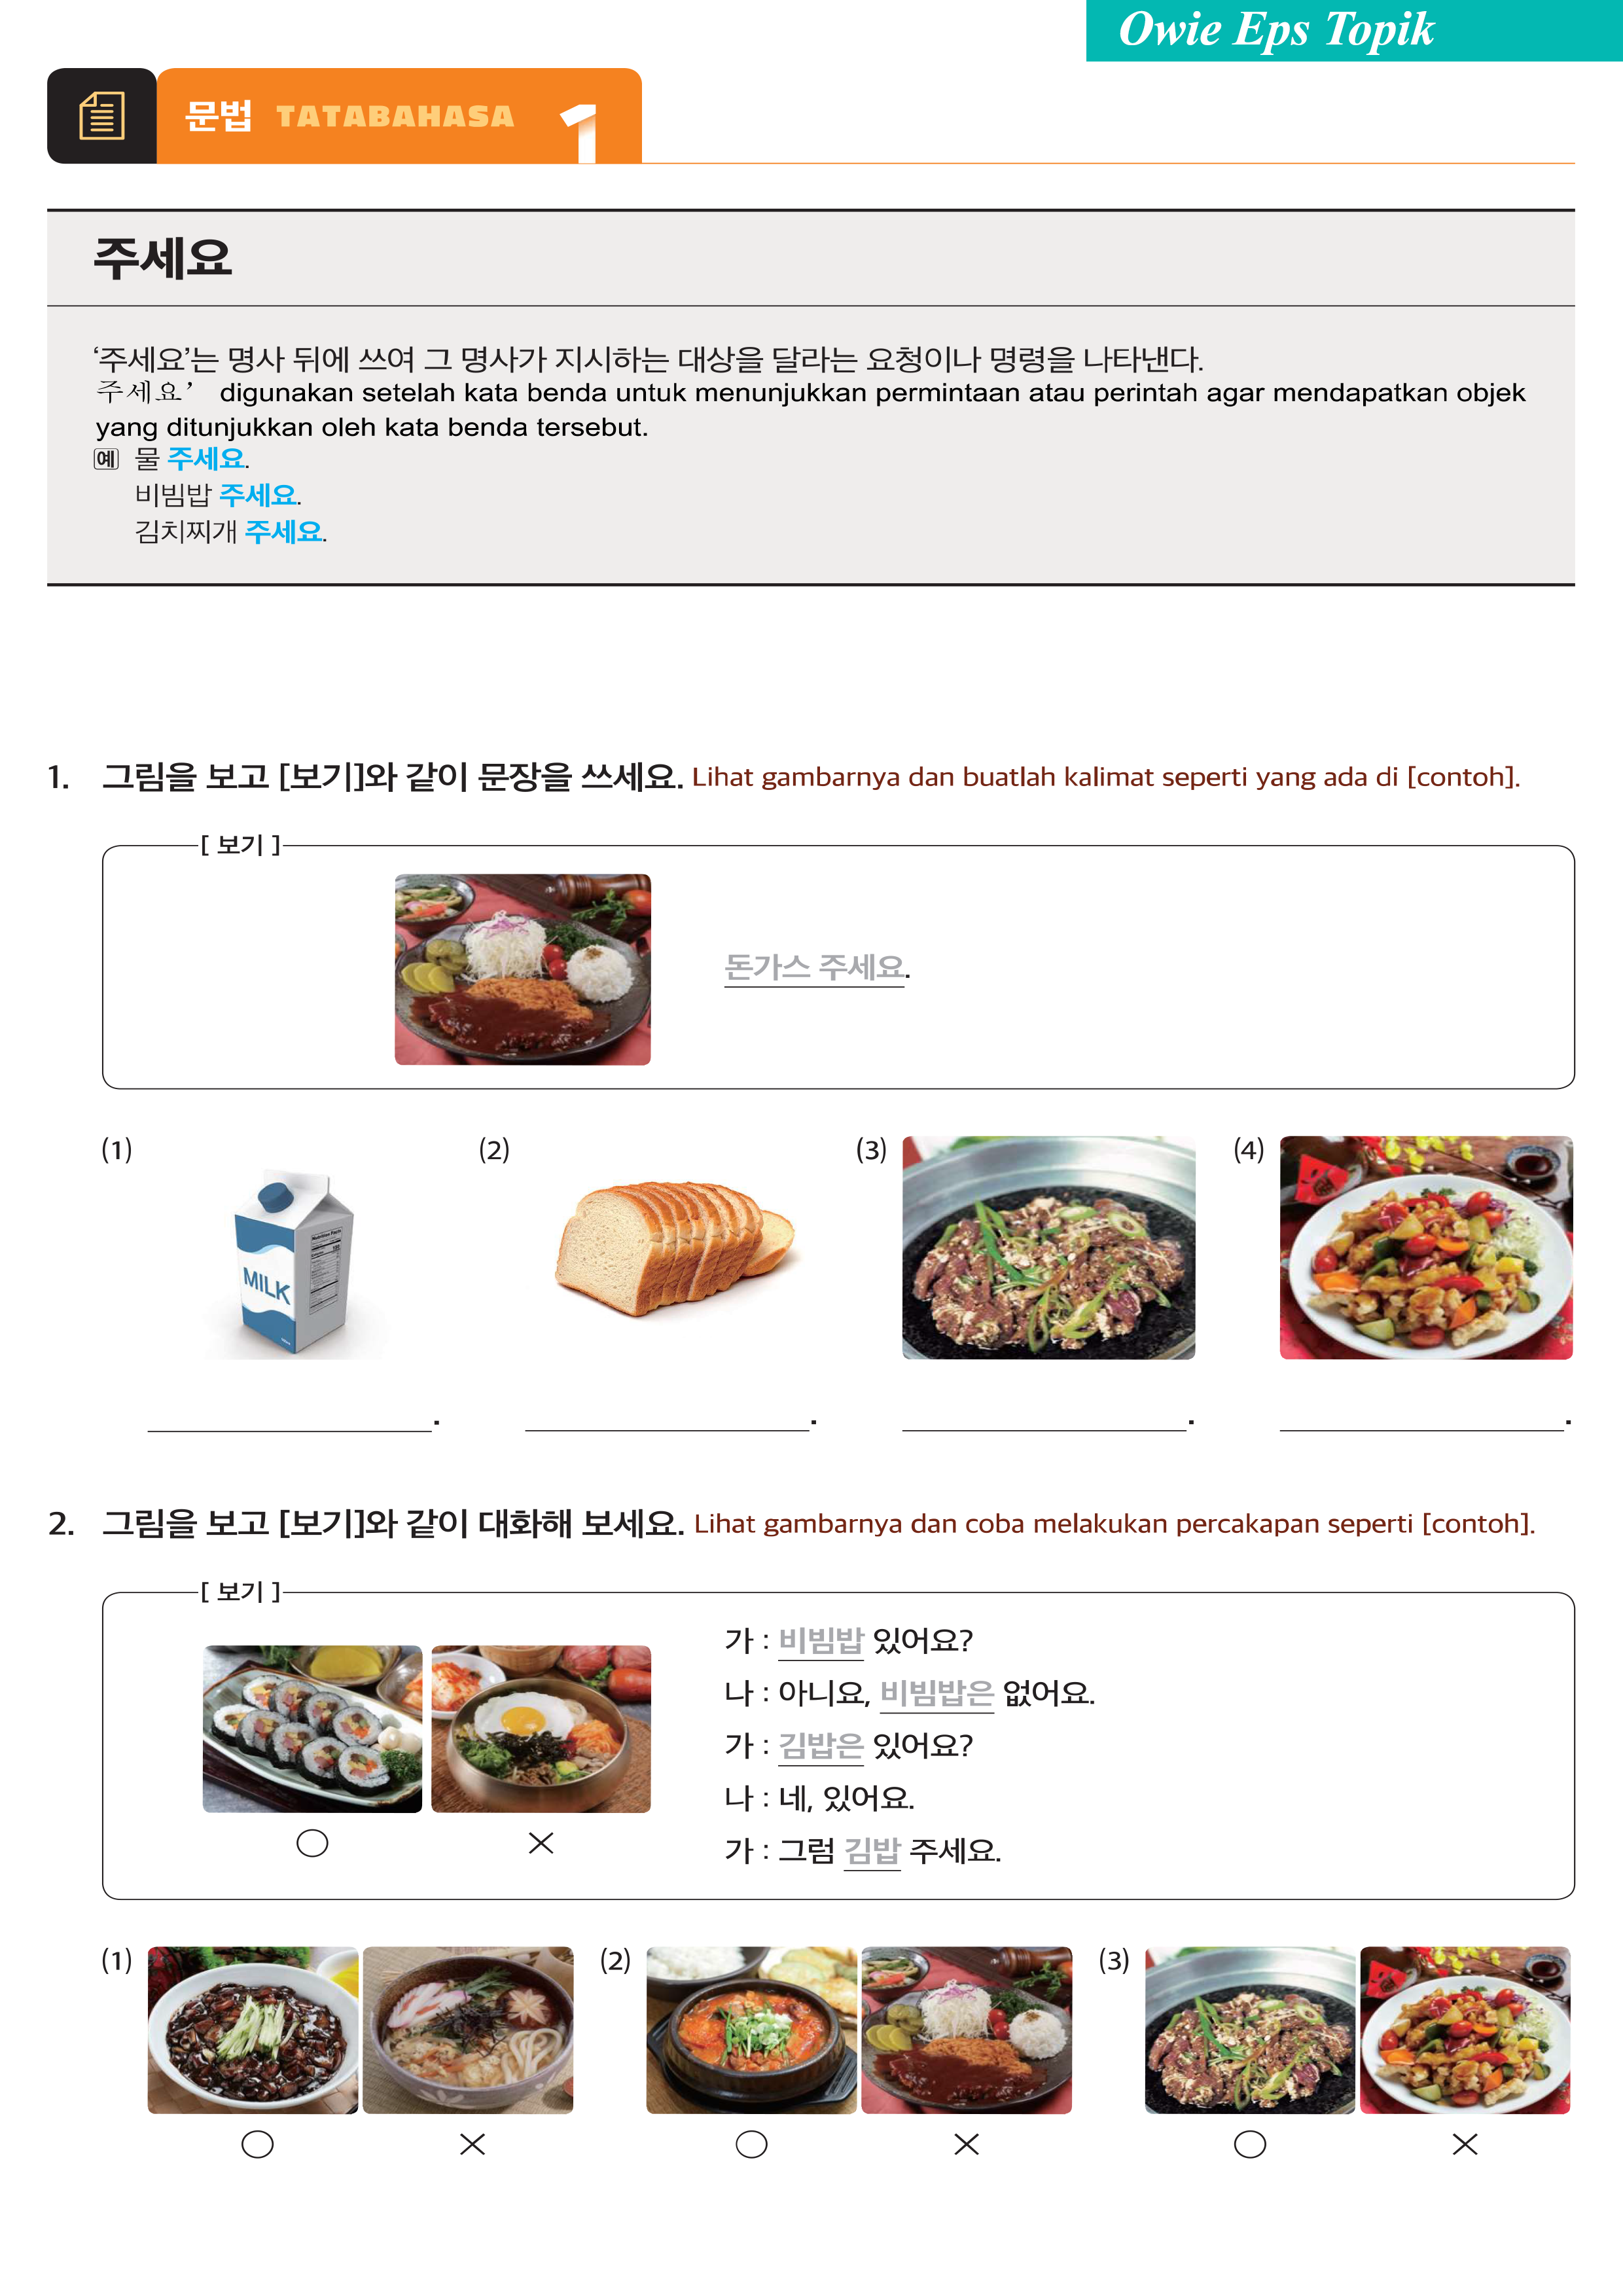 Owie Eps Topik
문법 TATABAHASA 1
주세요
‘주세요’는 명사 뒤에 쓰여 그 명사가 지시하는 대상을 달라는 요청이나 명령을 나타낸다.
주세요’ digunakan setelah kata benda untuk menunjukkan permintaan atau perintah agar mendapatkan objek
yang ditunjukkan oleh kata benda tersebut.
예 물 주세요.
비빔밥 주세요.
김치찌개 주세요.
1. 그림을 보고 [보기]와 같이 문장을 쓰세요. Lihat gambarnya dan buatlah kalimat seperti yang ada di [contoh].
[ 보기 ]
돈가스 주세요.
(1) (2) (3) (4)
MILK
2. 그림을 보고 [보기]와 같이 대화해 보세요. Lihat gambarnya dan coba melakukan percakapan seperti [contoh].
[ 보기 ]
가 : 비빔밥 있어요?
나 : 아니요, 비빔밥은 없어요.
가 : 김밥은 있어요?
나 : 네, 있어요.
가 : 그럼 김밥 주세요.
(1) (2) (3)